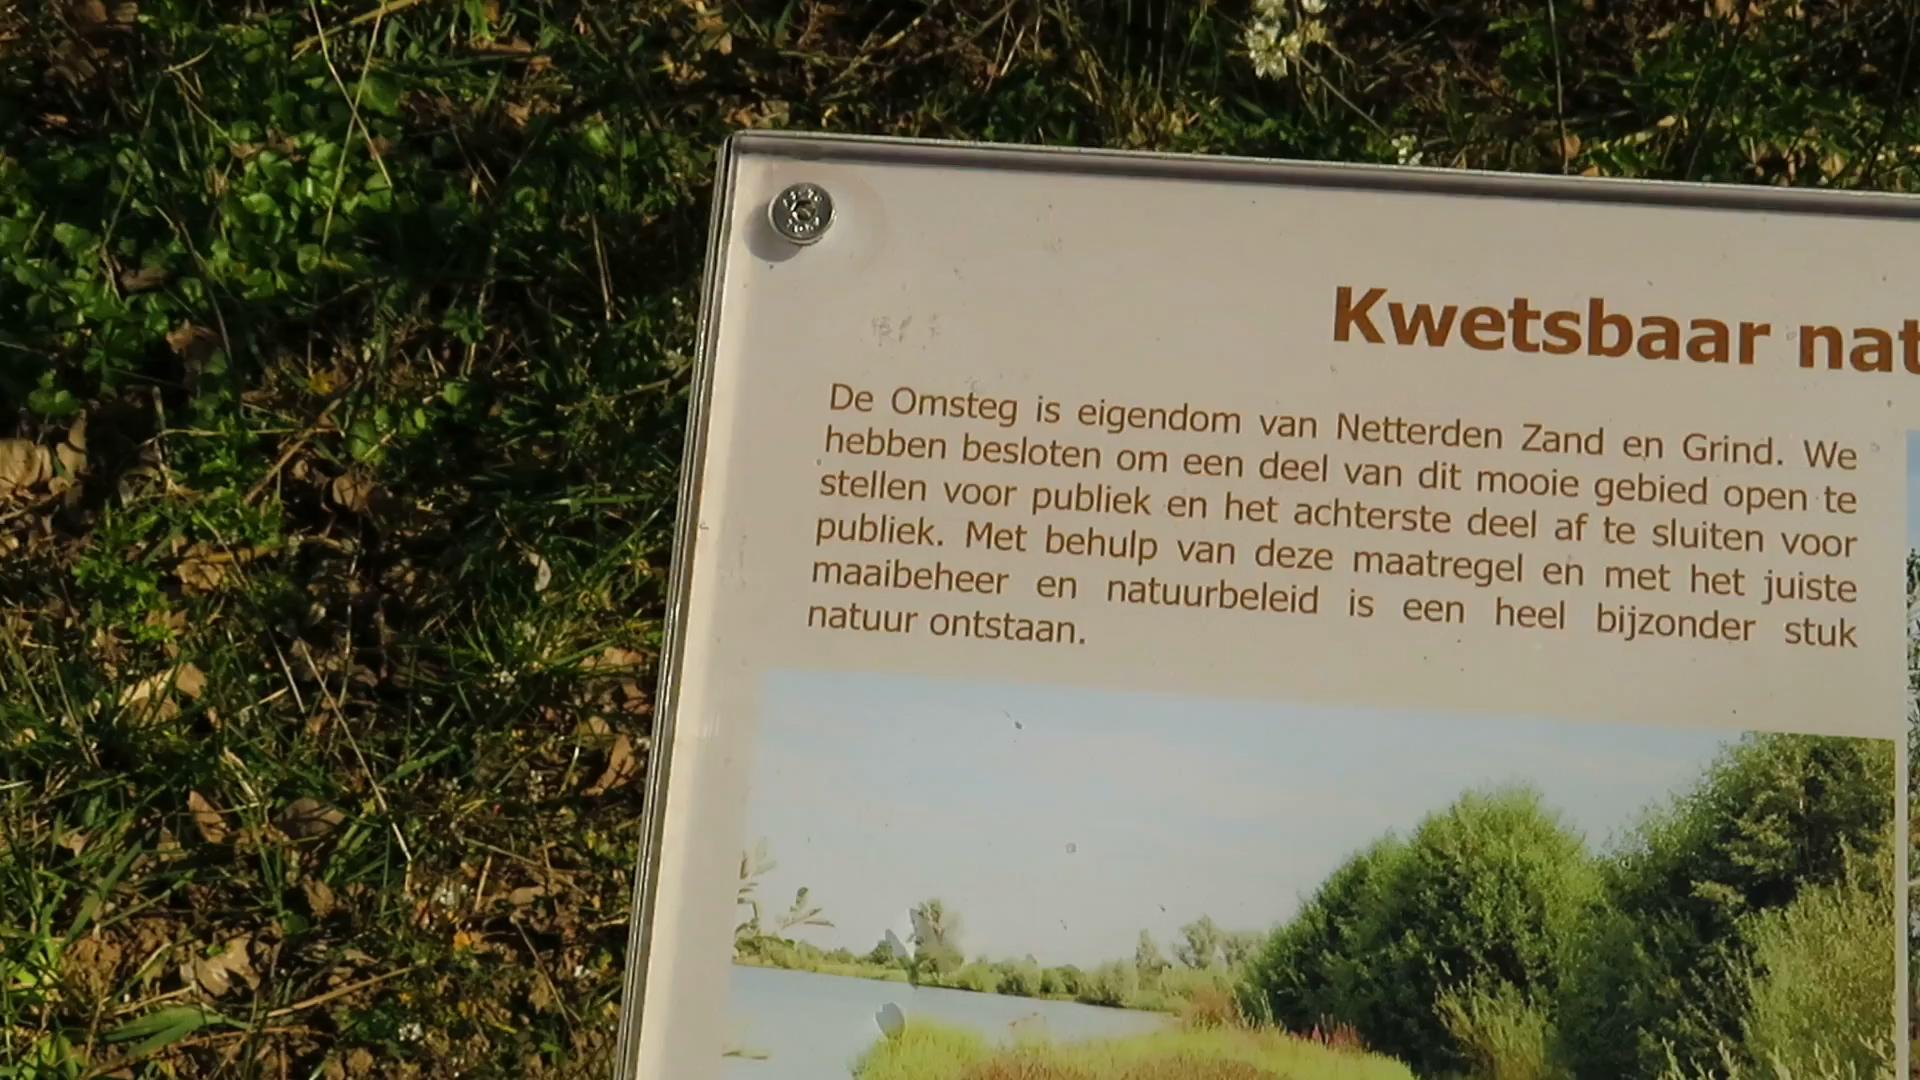 Kwetsbaar nat
De Omsteg is eigendom van Netterden Zand en Grind. We
hebben besloten om een deel van dit mooie gebied open te
stellen voor publiek en het achterste deel af te sluiten voor
publiek. Met behulp van deze maatregel en met het juiste
maaibeheer en natuurbeleid is een heel bijzonder stuk
natuur ontstaan.